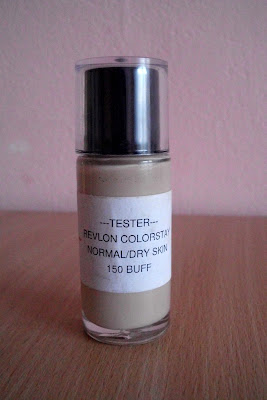 ---TESTER---
REVLON COLORSTAY
NORMAL/DRY SKIN
150 BUFF